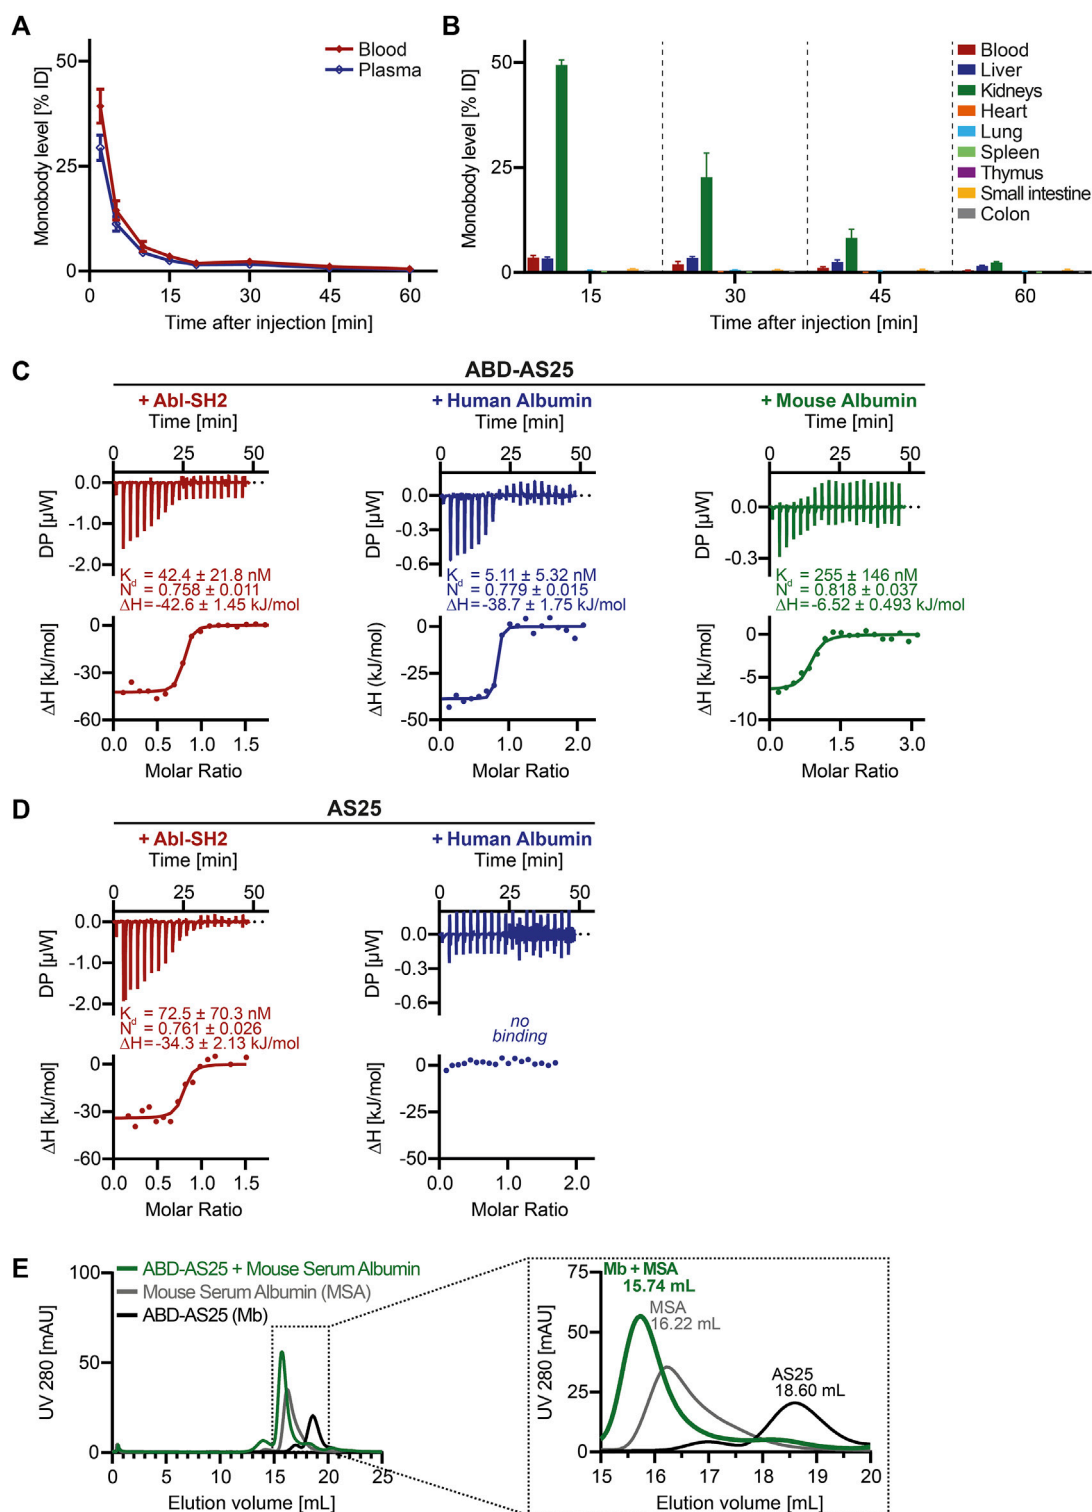 A
Monobody level [% ID]
50
25
0
0 15 30 45 60
Time after injection [min]
Blood
Plasma
B
Monobody level [% ID]
50
25
0
15 30 45 60
Time after injection [min]
Blood
Liver
Kidneys
Heart
Lung
Spleen
Thymus
Small intestine
Colon
C
ABD-AS25
+ Abl-SH2
Time [min]
0 25 50
DP [µW]
0.0
-1.0
-2.0
Kd = 42.4 ± 21.8 nM
N = 0.758 ± 0.011
ΔH=-42.6 ± 1.45 kJ/mol
ΔH [kJ/mol]
0
-30
-60
0.0 0.5 1.0 1.5
Molar Ratio
+ Human Albumin
Time [min]
0 25 50
DP [µW]
0.0
-0.3
-0.6
Kd = 5.11 ± 5.32 nM
N = 0.779 ± 0.015
ΔH=-38.7 ± 1.75 kJ/mol
ΔH (kJ/mol)
0
-50
0.0 1.0 2.0
Molar Ratio
+ Mouse Albumin
Time [min]
0 25 50
DP [µW]
0.0
-0.3
Kd = 255 ± 146 nM
N = 0.818 ± 0.037
ΔH=-6.52 ± 0.493 kJ/mol
ΔH [kJ/mol]
0
-5
-10
0.0 1.5 3.0
Molar Ratio
D
AS25
+ Abl-SH2
Time [min]
0 25 50
DP [µW]
0.0
-1.0
-2.0
Kd = 72.5 ± 70.3 nM
N = 0.761 ± 0.026
ΔH=-34.3 ± 2.13 kJ/mol
ΔH [kJ/mol]
0
-30
-60
0.0 0.5 1.0 1.5
Molar Ratio
+ Human Albumin
Time [min]
0 25 50
DP [µW]
0.0
-0.3
-0.6
no
binding
ΔH [kJ/mol]
0
-25
-50
0.0 1.0 2.0
Molar Ratio
E
ABD-AS25 + Mouse Serum Albumin
Mouse Serum Albumin (MSA)
ABD-AS25 (Mb)
UV 280 [mAU]
100
50
0
0 5 10 15 20 25
Elution volume [mL]
UV 280 [mAU]
75
50
25
0
Mb + MSA
15.74 mL
MSA
16.22 mL
AS25
18.60 mL
15 16 17 18 19 20
Elution volume [mL]